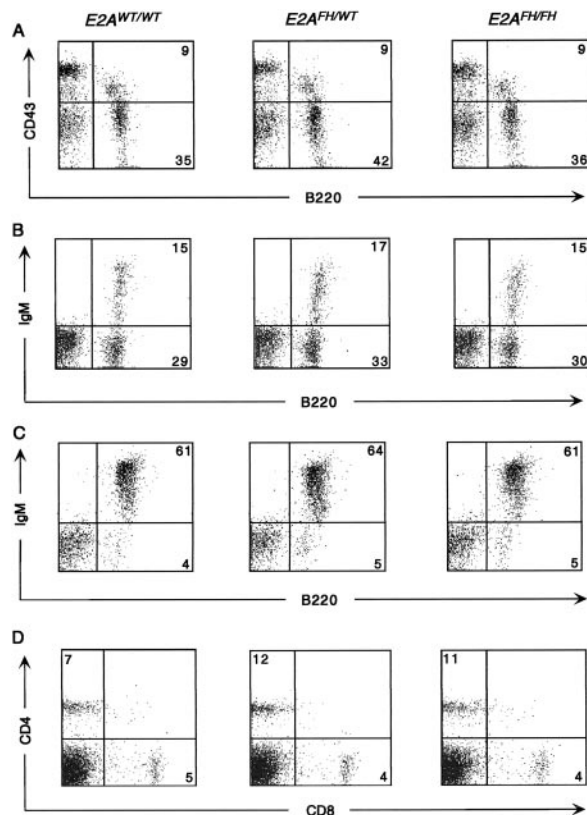 E2A^WT/WT E2A^FH/WT E2A^FH/FH
A
9 9 9
CD43
35 42 36
B220
B
15 17 15
IgM
29 33 30
B220
C
61 64 61
IgM
4 5 5
B220
D
7 12 11
CD4
5 4 4
CD8